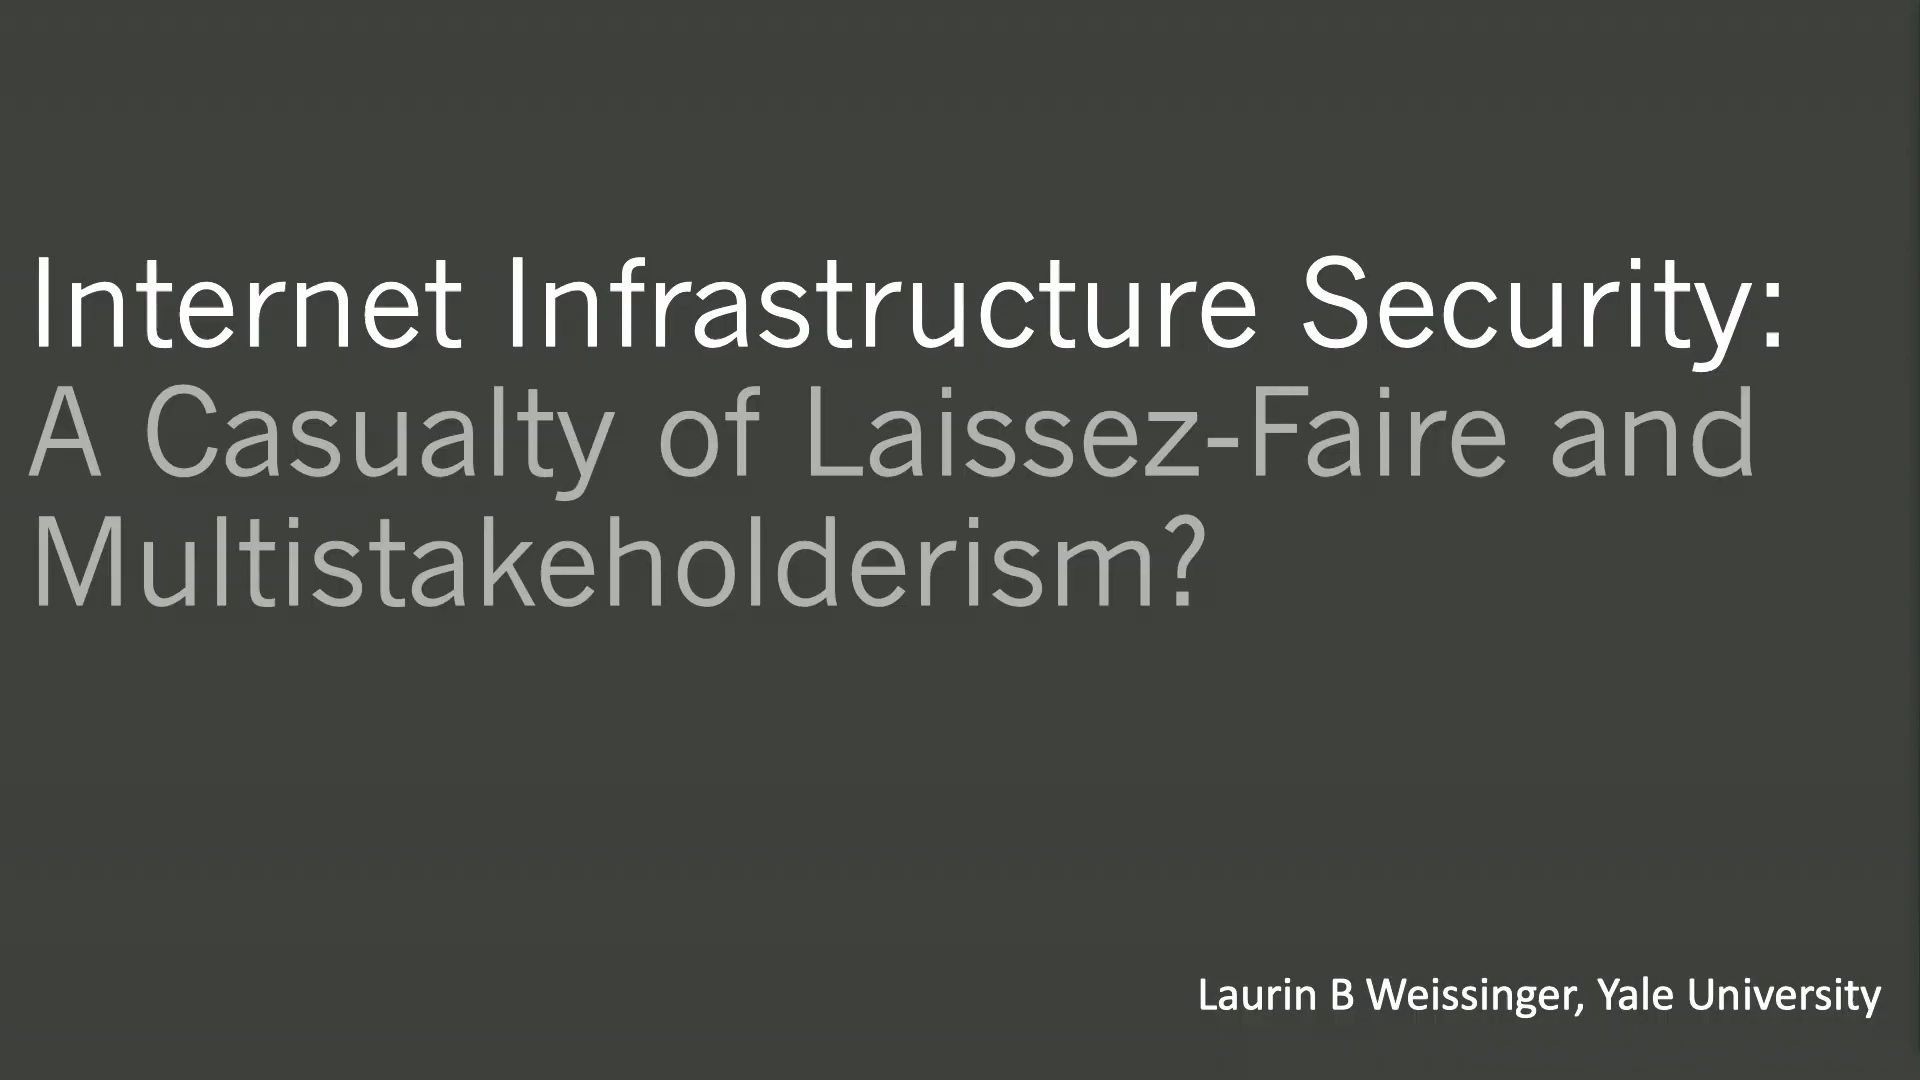 Internet Infrastructure Security:
A Casualty of Laissez-Faire and
Multistakeholderism?
Laurin B Weissinger, Yale University